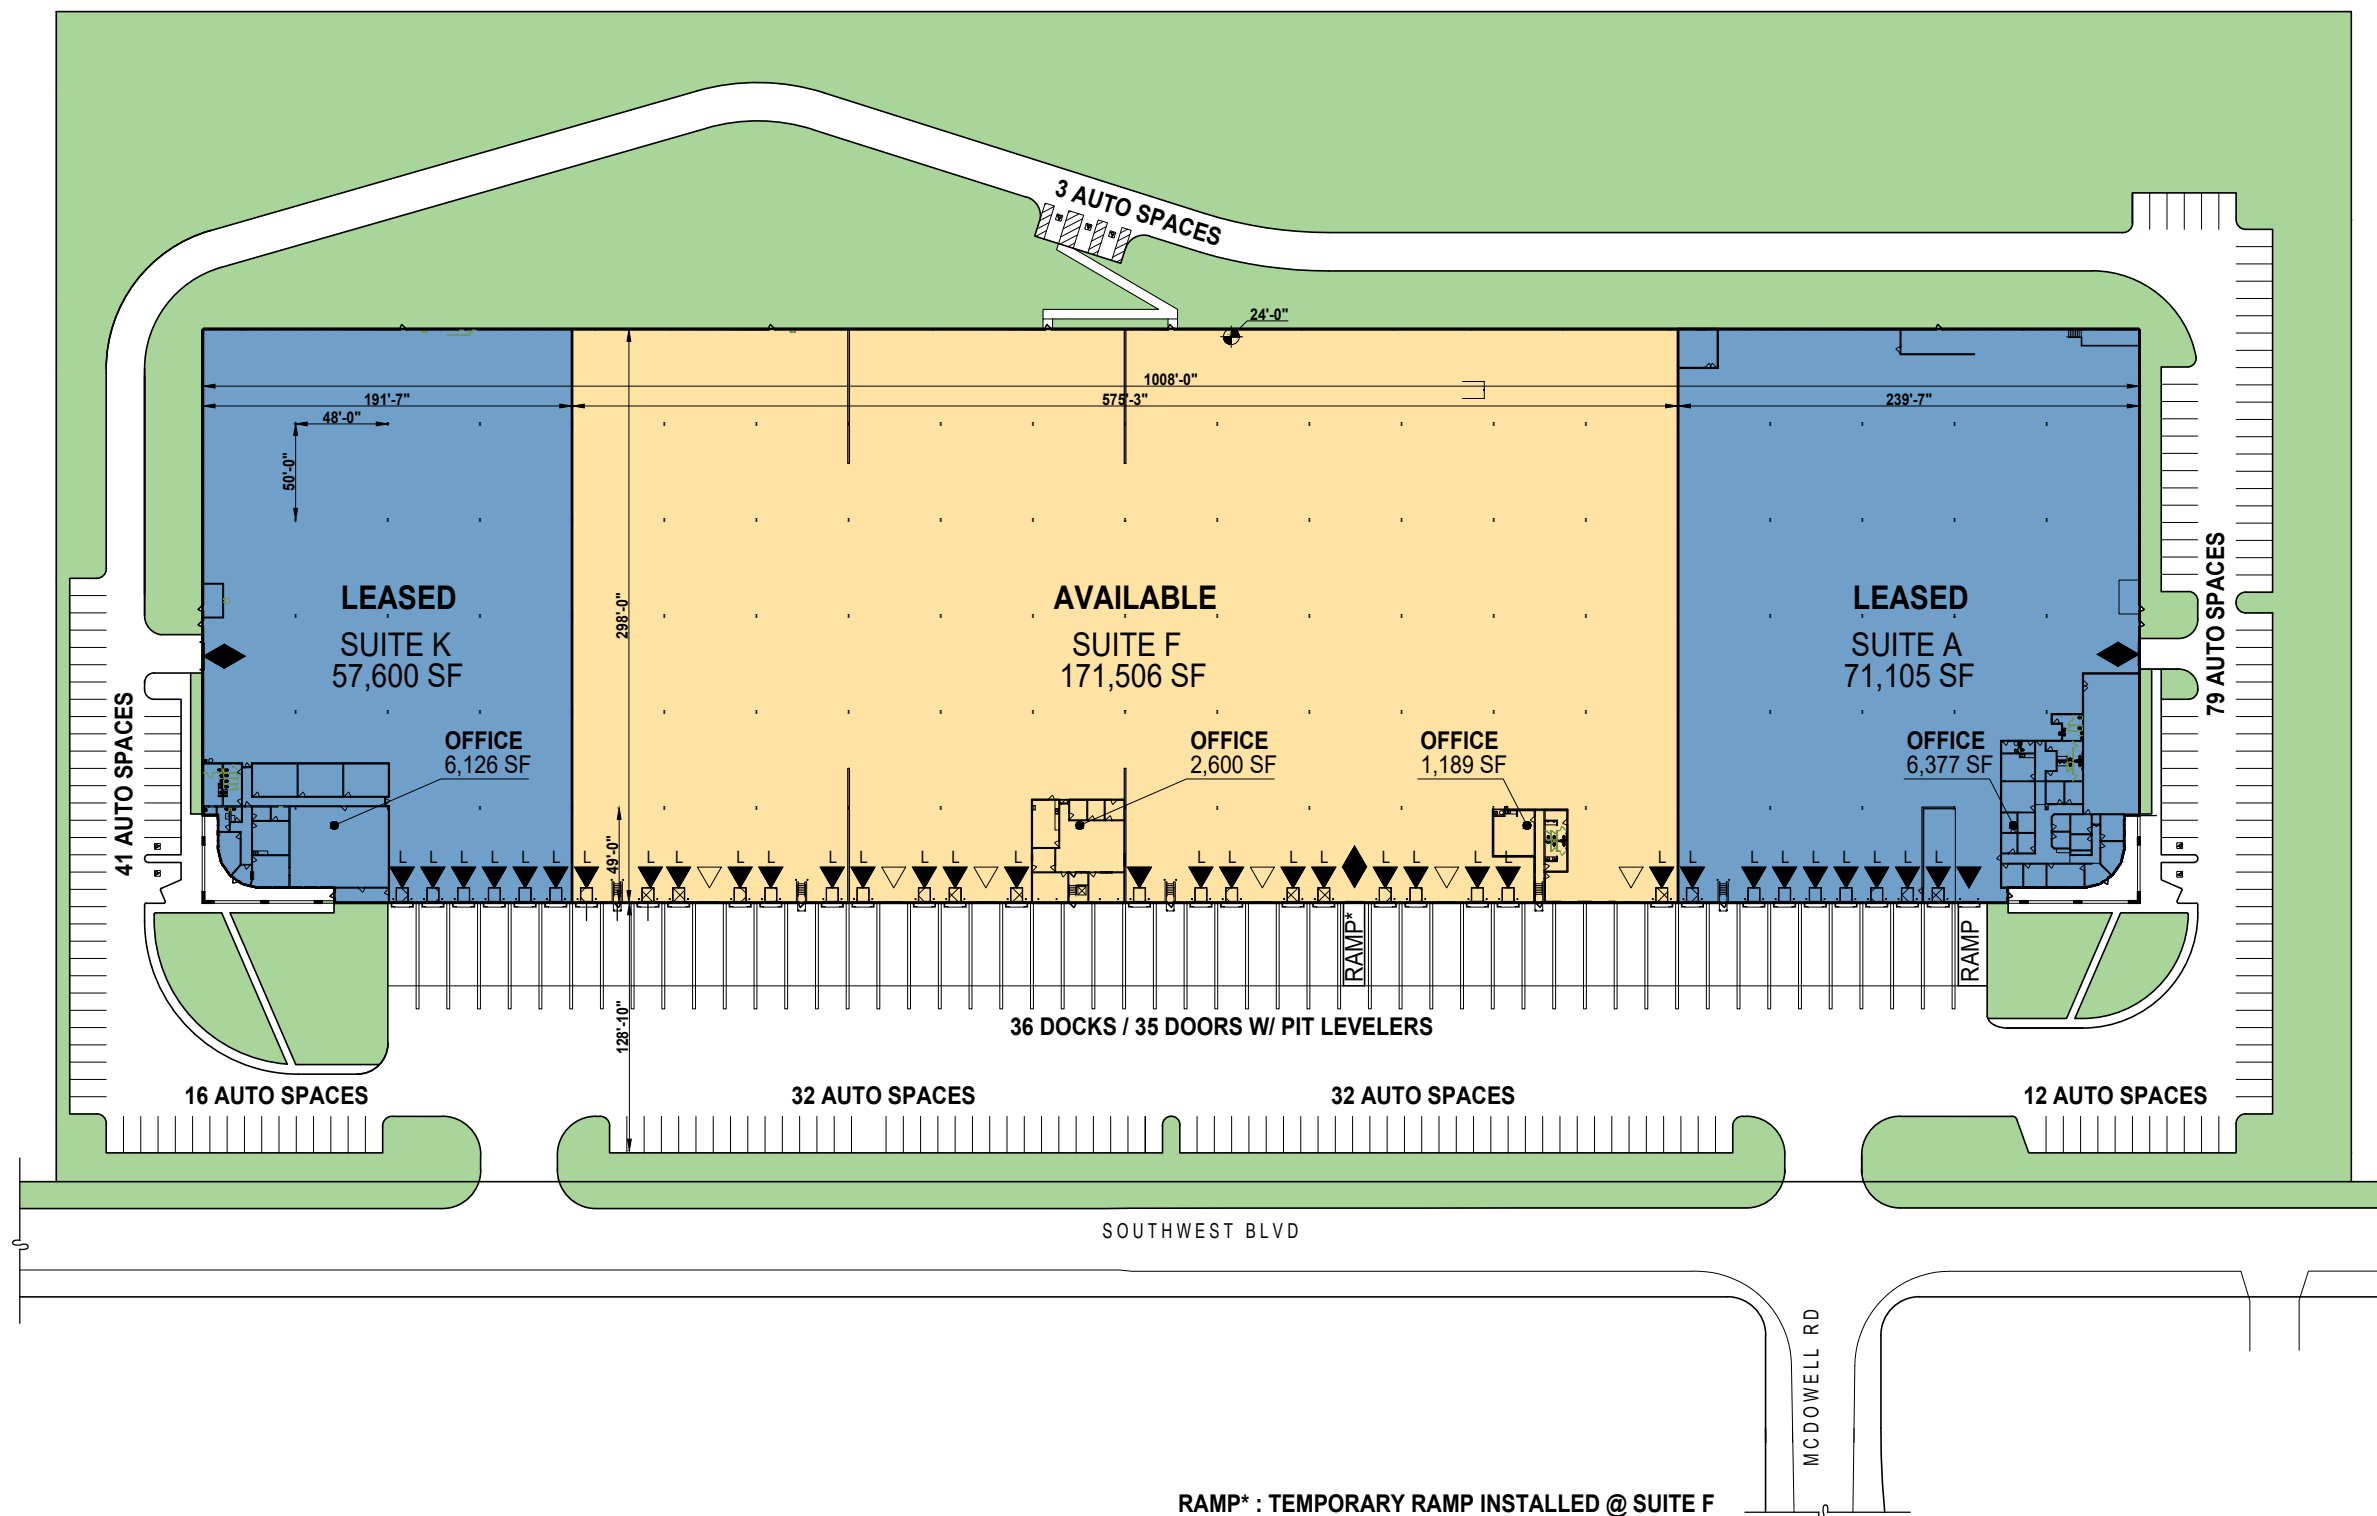 3 AUTO SPACES
24'-0"
1008'-0"
191'-7"
575'-3"
239'-7"
48'-0"
50'-0"
298'-0"
LEASED
SUITE K
57,600 SF
AVAILABLE
SUITE F
171,506 SF
LEASED
SUITE A
71,105 SF
79 AUTO SPACES
41 AUTO SPACES
OFFICE
6,126 SF
OFFICE
2,600 SF
OFFICE
1,189 SF
OFFICE
6,377 SF
49'-0"
L L L L L L L L L L L L L L L L L L L L L L L L L L L L L L L
RAMP*
RAMP
128'-10"
36 DOCKS / 35 DOORS W/ PIT LEVELERS
16 AUTO SPACES
32 AUTO SPACES
32 AUTO SPACES
12 AUTO SPACES
SOUTHWEST BLVD
MCDOWELL RD
RAMP* : TEMPORARY RAMP INSTALLED @ SUITE F